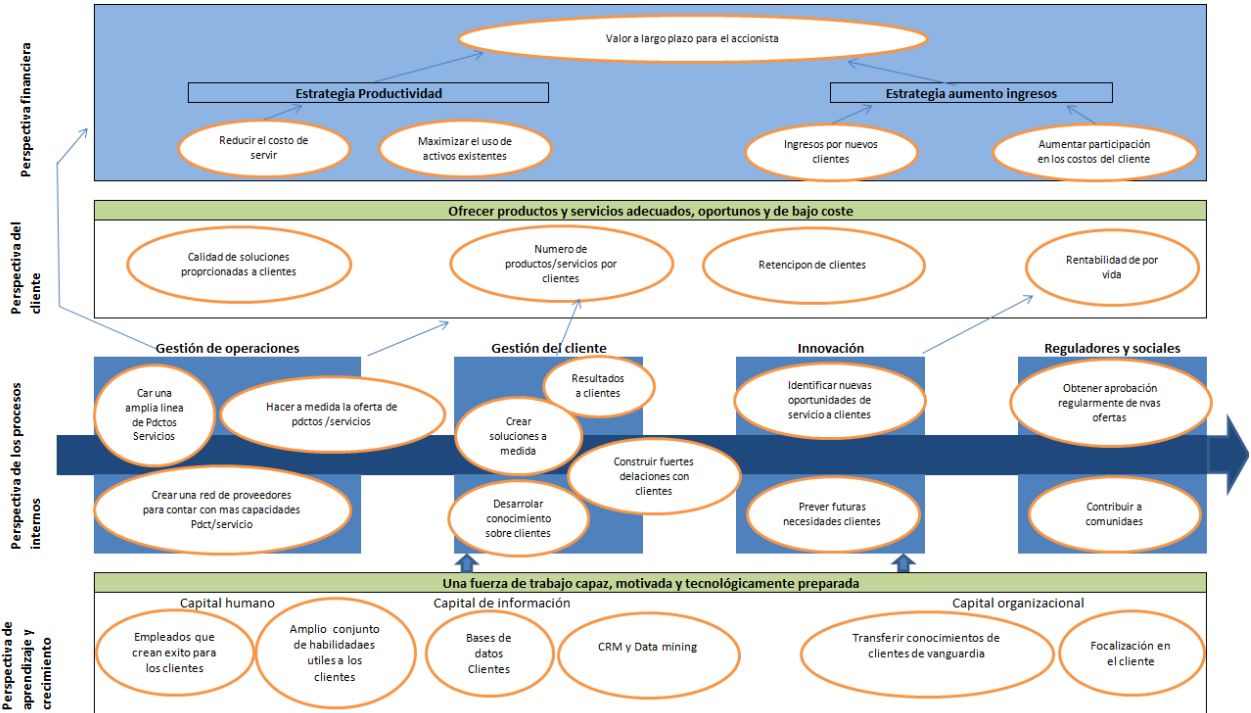 Perspectiva financiera
Valor a largo plazo para el accionista
Estrategia Productividad
Estrategia aumento ingresos
Reducir el costo de
servir
Maximizar el uso de
activos existentes
Ingresos por nuevos
clientes
Aumentar participación
en los costos del cliente
Perspectiva del
cliente
Ofrecer productos y servicios adecuados, oportunos y de bajo coste
Calidad de soluciones
proprcionadas a clientes
Numero de
productos/servicios por
clientes
Retencipon de clientes
Rentabilidad de por
vida
Perspectiva de los procesos
internos
Gestión de operaciones
Gestión del cliente
Innovación
Reguladores y sociales
Car una
amplia linea
de Pdctos
Servicios
Hacer a medida la oferta de
pdctos /servicios
Crear una red de proveedores
para contar con mas capacidades
Pdct/servicio
Resultados
a clientes
Crear
soluciones a
medida
Construir fuertes
delaciones con
clientes
Desarrolar
conocimiento
sobre clientes
Identificar nuevas
oportunidades de
servicio a clientes
Prever futuras
necesidades clientes
Obtener aprobación
regularmente de nvas
ofertas
Contribuir a
comunidaes
Perspectiva de
aprendizaje y
crecimiento
Una fuerza de trabajo capaz, motivada y tecnológicamente preparada
Capital humano
Capital de información
Capital organizacional
Empleados que
crean exito para
los clientes
Amplio conjunto
de habilidadaes
utiles a los
clientes
Bases de
datos
Clientes
CRM y Data mining
Transferir conocimientos de
clientes de vanguardia
Focalización en
el cliente